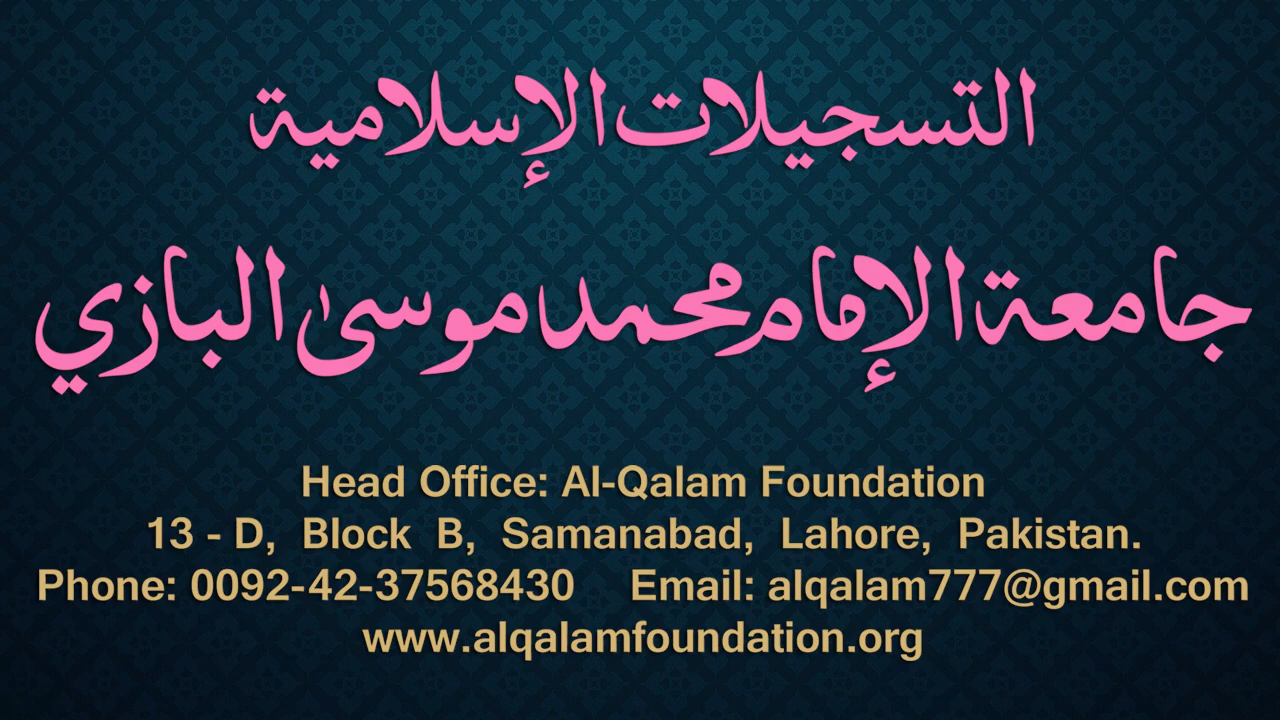 التسجيلات الإسلامية
جامعة الإمام محمد موسىٰ البازي
Head Office: Al-Qalam Foundation
13 - D, Block B, Samanabad, Lahore, Pakistan.
Phone: 0092-42-37568430 Email: alqalam777@gmail.com
www.alqalamfoundation.org